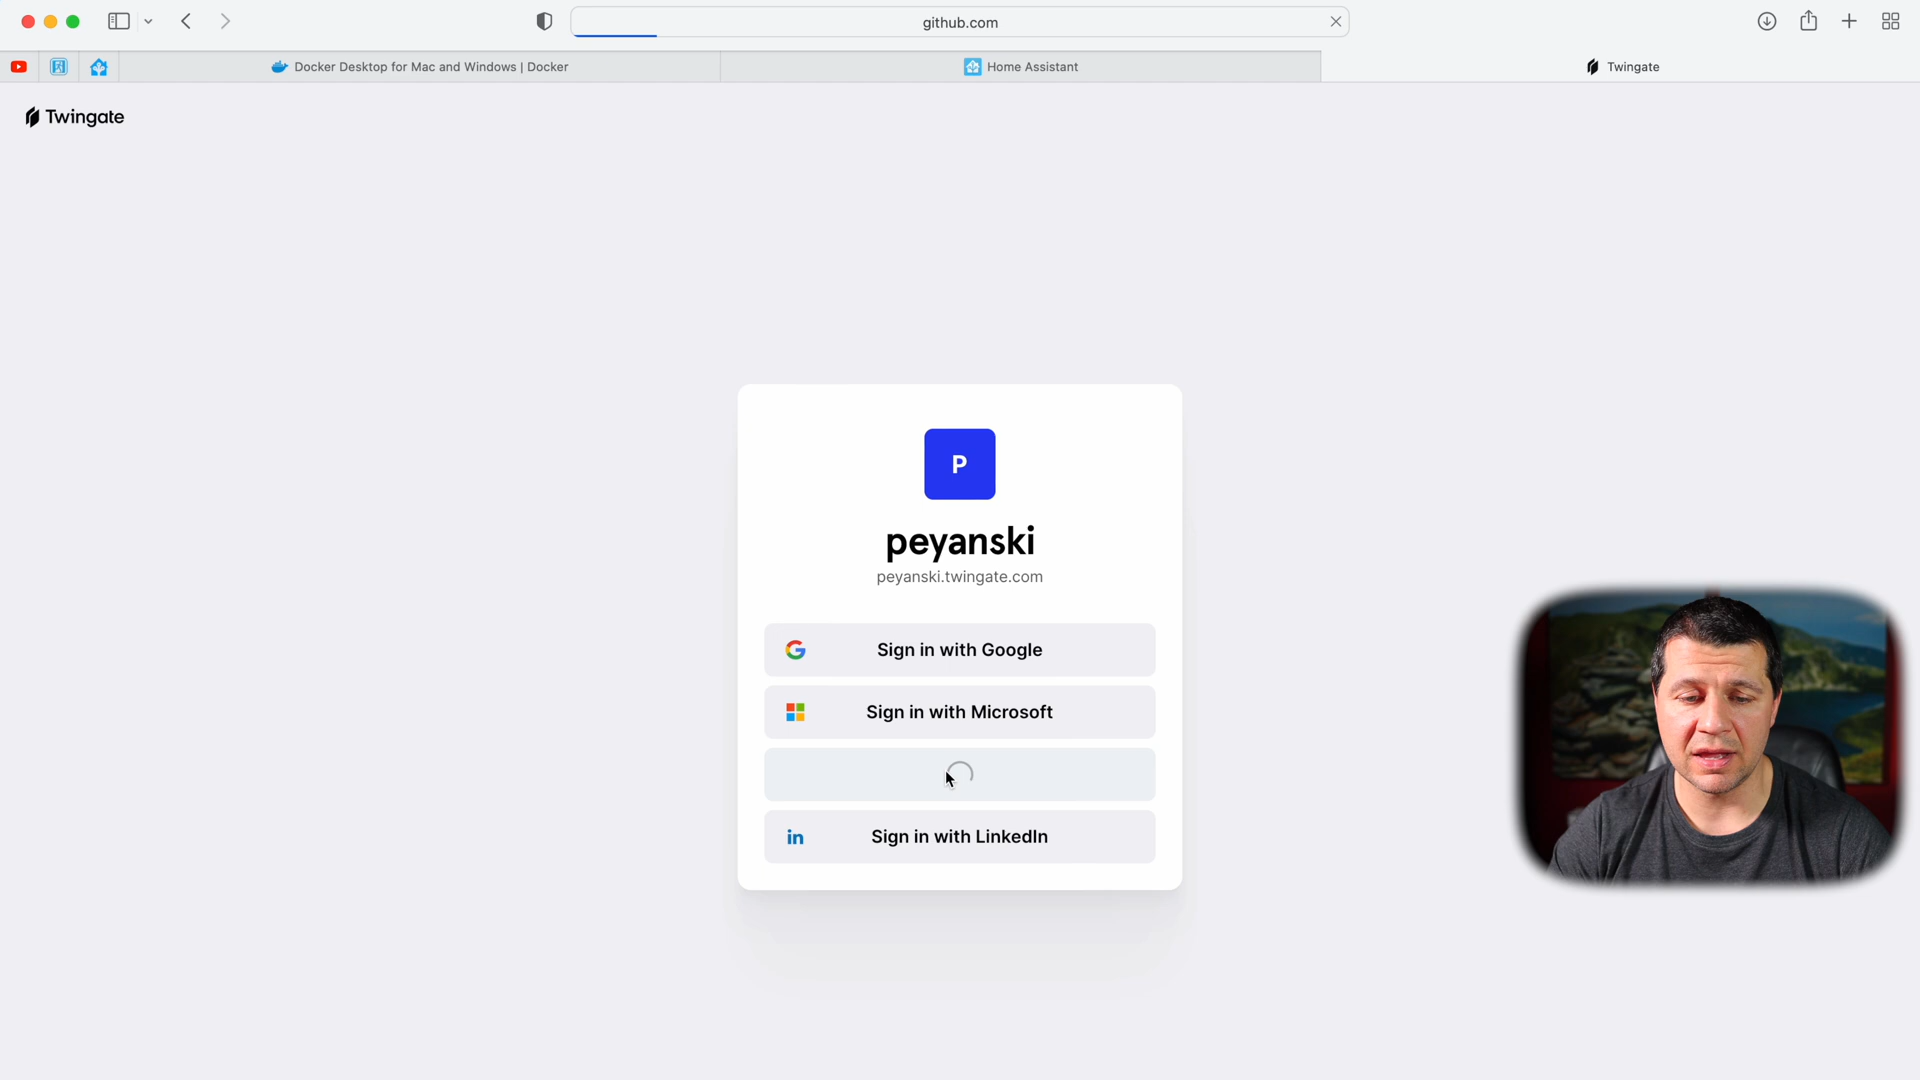 github.com
Docker Desktop for Mac and Windows | Docker
Home Assistant
Twingate
Twingate
P
peyanski
peyanski.twingate.com
Sign in with Google
Sign in with Microsoft
in Sign in with LinkedIn